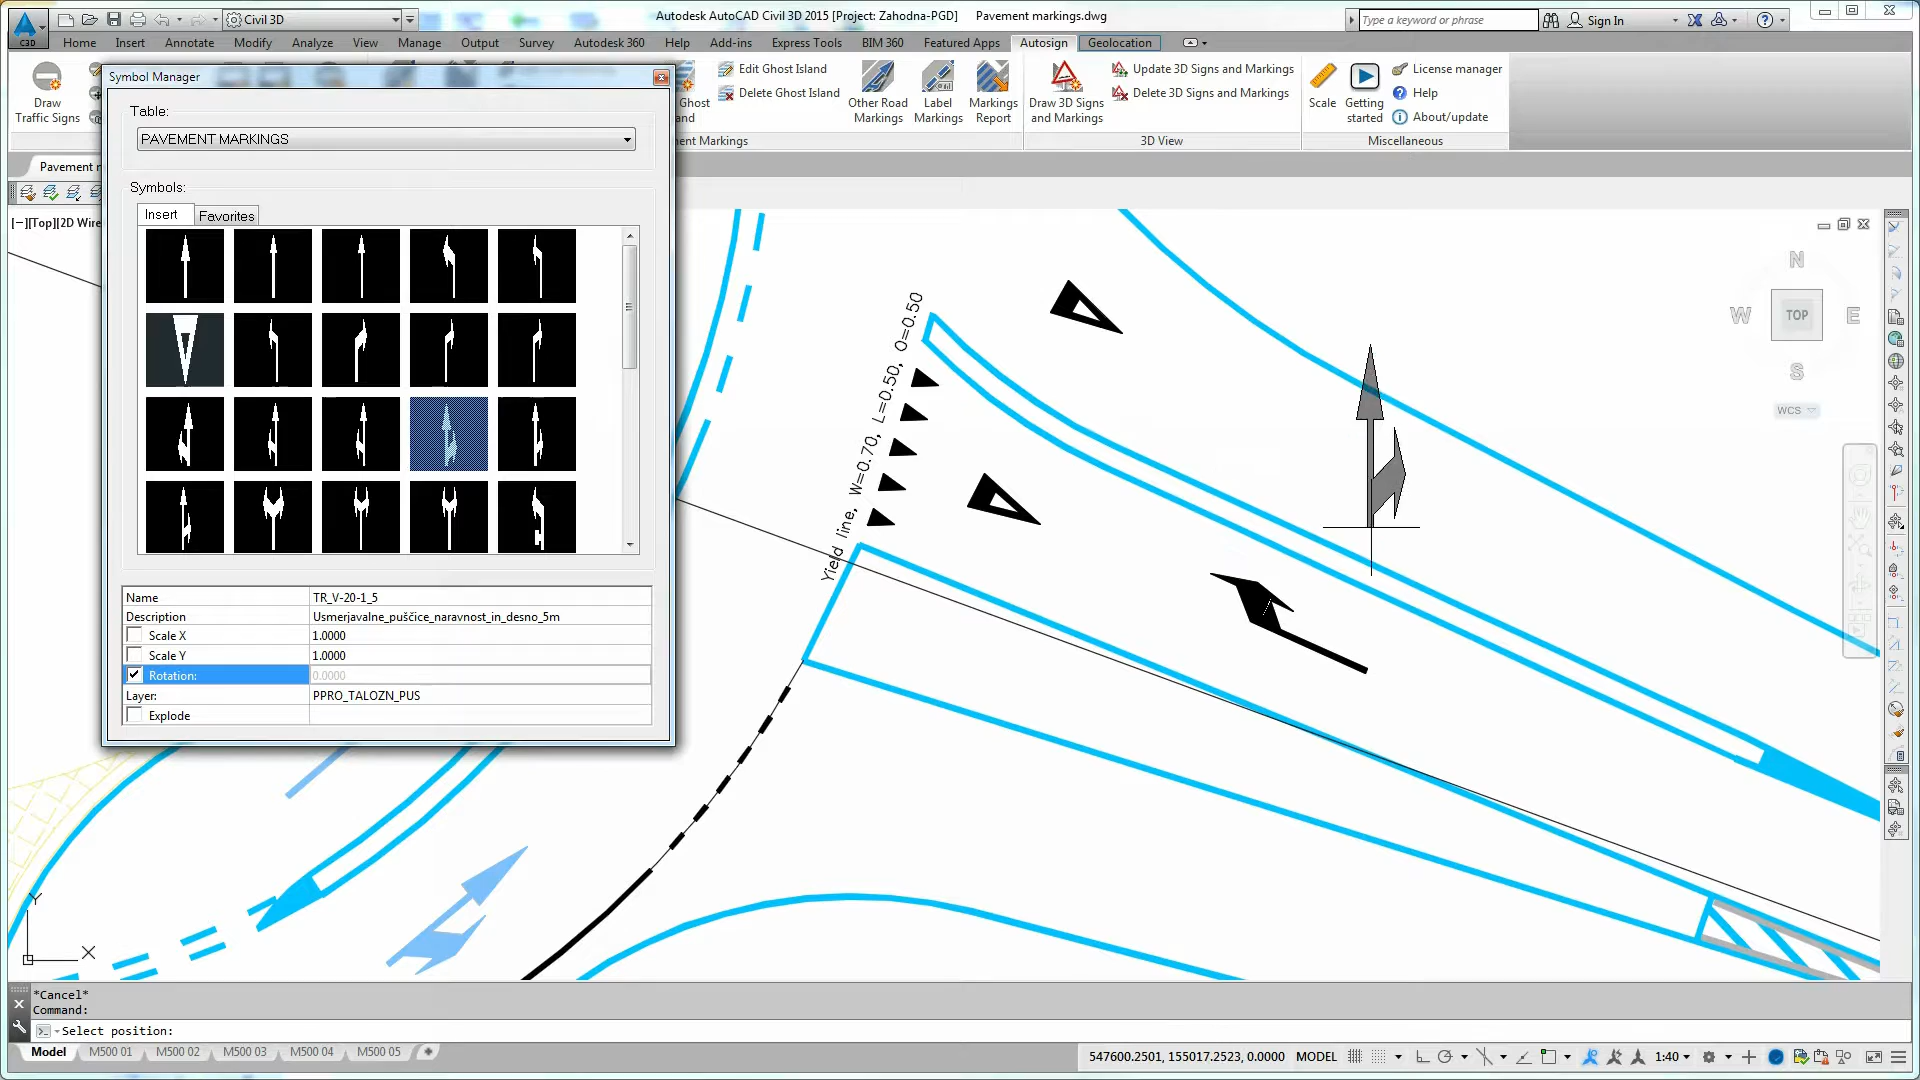 Civil 3D
Autodesk AutoCAD Civil 3D 2015 [Project: Zahodna-PGD] Pavement markings.dwg
Type a keyword or phrase
Sign In
C3D
Home Insert Annotate Modify Analyze View Manage Output Survey Autodesk 360 Help Add-ins Express Tools BIM 360 Featured Apps Autosign Geolocation
Draw
Traffic Signs
Ghost
Edit Ghost Island
Delete Ghost Island
Other Road
Markings
Label
Markings
Markings
Report
Draw 3D Signs
and Markings
Update 3D Signs and Markings
Delete 3D Signs and Markings
3D View
Scale
Getting
started
License manager
Help
About/update
Miscellaneous
Symbol Manager
Table:
PAVEMENT MARKINGS
Symbols:
Insert Favorites
Name TR_V-20-1_5
Description Usmerjavalne_puščice_naravnost_in_desno_5m
Scale X 1.0000
Scale Y 1.0000
Rotation: 0.0000
Layer: PPRO_TALOZN_PUS
Explode
[−][Top][2D Wire
Yield line, W=0.70, L=0.50, O=0.50
N
W TOP E
S
WCS
Y
X
*Cancel*
Command:
Select position:
Model M500 01 M500 02 M500 03 M500 04 M500 05
547600.2501, 155017.2523, 0.0000 MODEL 1:40